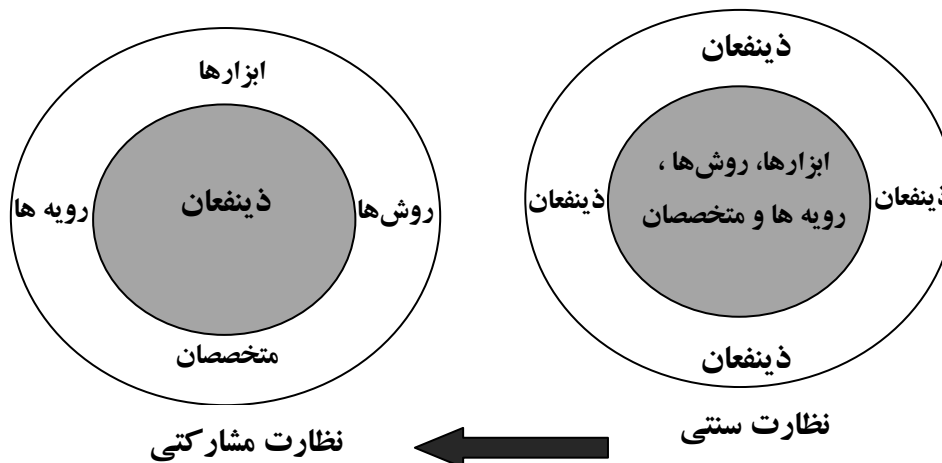 ذینفعان
ابزارها، روش‌ها ،
رویه ها و متخصصان
ذینفعان
ذینفعان
ذینفعان
نظارت سنتی
ابزارها
روش‌ها
ذینفعان
رویه ها
متخصصان
نظارت مشارکتی